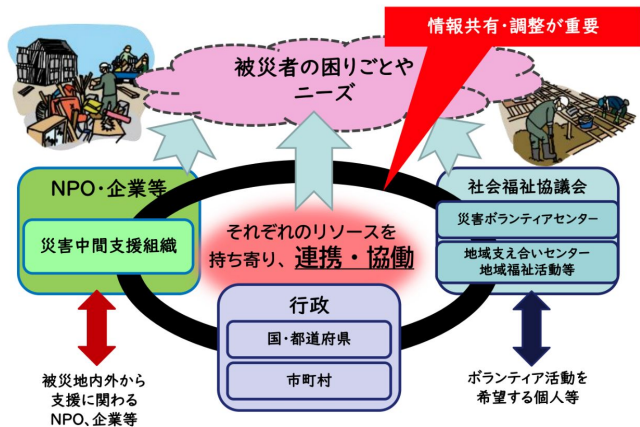 情報共有・調整が重要
被災者の困りごとや
ニーズ
NPO・企業等
災害中間支援組織
それぞれのリソースを
持ち寄り、連携・協働
社会福祉協議会
災害ボランティアセンター
地域支え合いセンター
地域福祉活動等
行政
国・都道府県
市町村
被災地内外から
支援に関わる
NPO、企業等
ボランティア活動を
希望する個人等